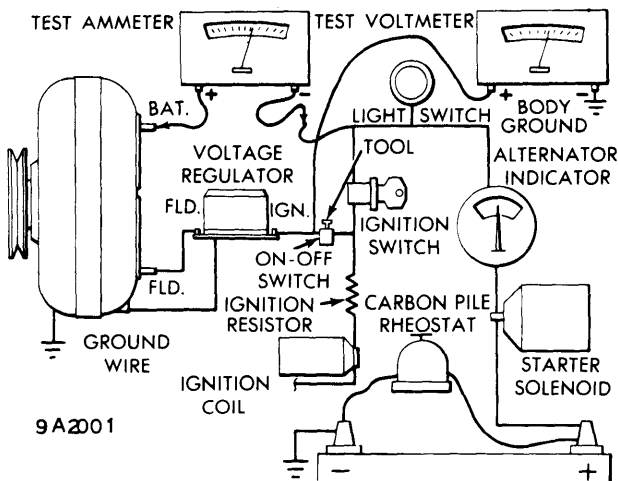 TEST AMMETER
TEST VOLTMETER
+
-
+
-
BAT.
LIGHT SWITCH
BODY
GROUND
VOLTAGE
REGULATOR
TOOL
ALTERNATOR
INDICATOR
FLD.
IGN.
IGNITION
SWITCH
ON-OFF
SWITCH
FLD.
IGNITION
RESISTOR
CARBON PILE
RHEOSTAT
GROUND
WIRE
STARTER
SOLENOID
IGNITION
COIL
9A2001
-
+